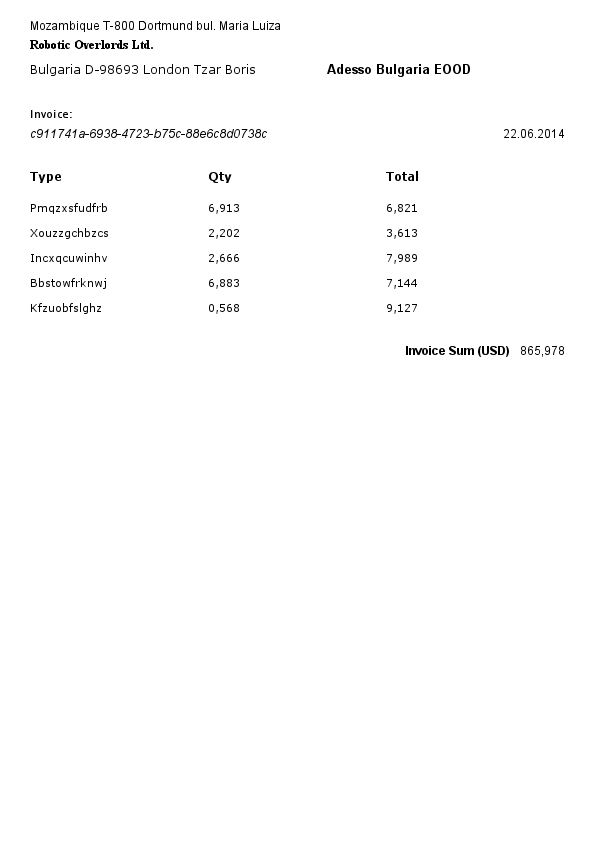 Mozambique T-800 Dortmund bul. Maria Luiza
Robotic Overlords Ltd.
Bulgaria D-98693 London Tzar Boris Adesso Bulgaria EOOD
Invoice:
c911741a-6938-4723-b75c-88e6c8d0738c 22.06.2014
Type Qty Total
Pmqzxsfudfrb 6,913 6,821
Xouzzgchbzcs 2,202 3,613
Incxqcuwinhv 2,666 7,989
Bbstowfrknwj 6,883 7,144
Kfzuobfslghz 0,568 9,127
Invoice Sum (USD) 865,978